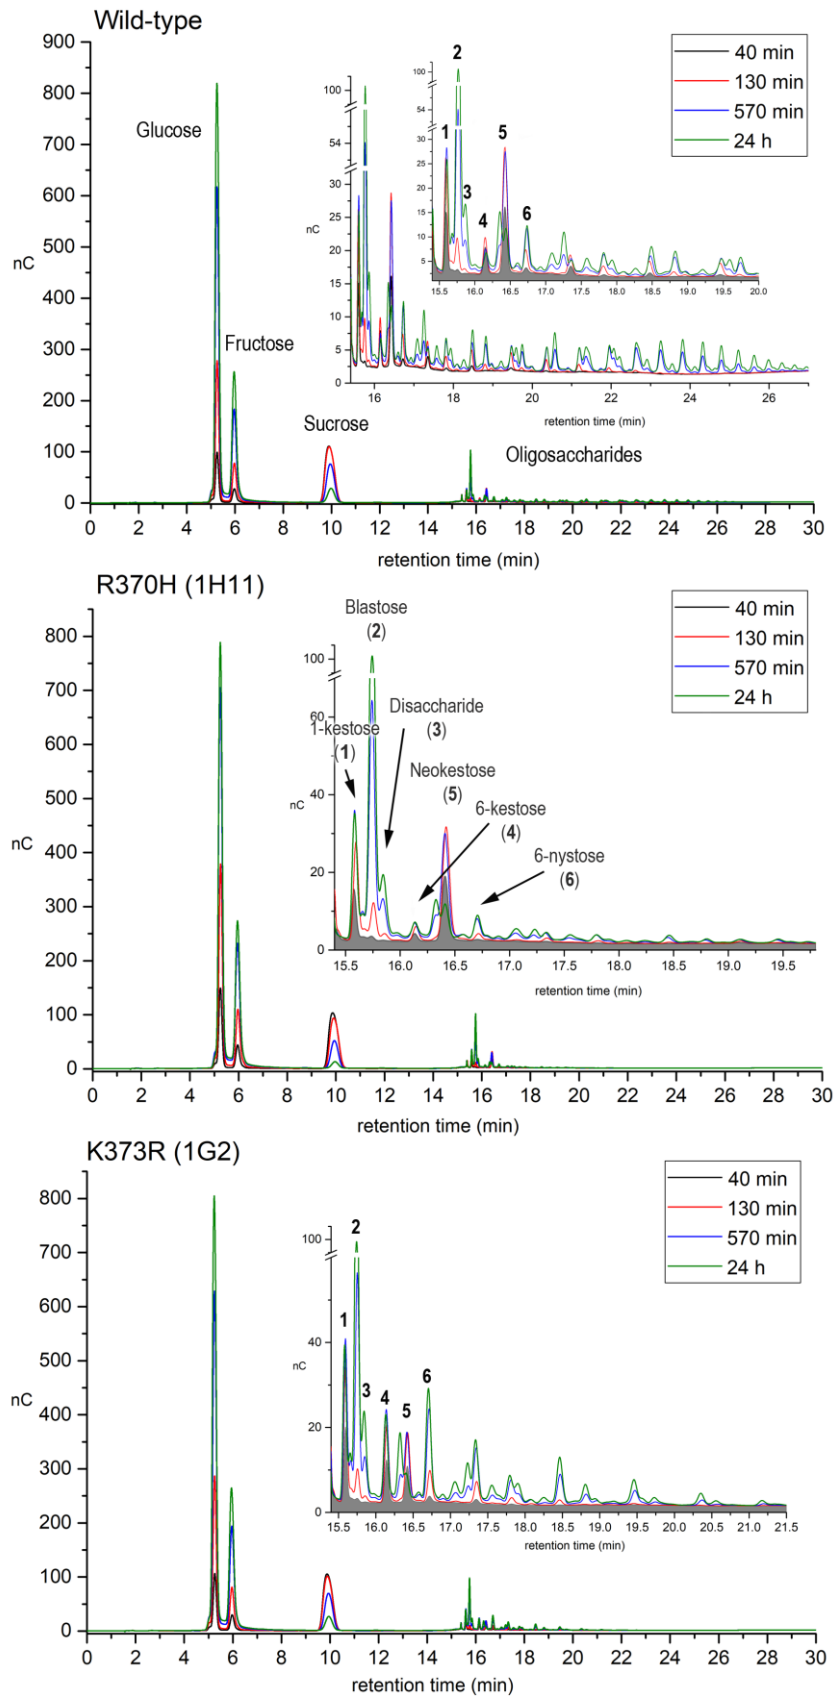 Wild-type
900
800
700
600
500
400
300
200
100
0
nC
Glucose
Fructose
Sucrose
Oligosaccharides
40 min
130 min
570 min
24 h
100
54
30
25
20
15
10
5
0
nC
16 18 20 22 24 26
retention time (min)
100
54
30
25
20
15
10
5
nC
1
2
3
4
5
6
15.5 16.0 16.5 17.0 17.5 18.0 18.5 19.0 19.5 20.0
retention time (min)
0 2 4 6 8 10 12 14 16 18 20 22 24 26 28 30
retention time (min)
R370H (1H11)
800
700
600
500
400
300
200
100
0
nC
40 min
130 min
570 min
24 h
Blastose
(2)
Disaccharide
(3)
1-kestose
(1)
Neokestose
(5)
6-kestose
(4)
6-nystose
(6)
100
60
40
20
0
nC
15.5 16.0 16.5 17.0 17.5 18.0 18.5 19.0 19.5
retention time (min)
0 2 4 6 8 10 12 14 16 18 20 22 24 26 28 30
retention time (min)
K373R (1G2)
800
700
600
500
400
300
200
100
0
nC
40 min
130 min
570 min
24 h
100
40
20
0
nC
1
2
3
4
5
6
15.5 16.0 16.5 17.0 17.5 18.0 18.5 19.0 19.5 20.0 20.5 21.0 21.5
retention time (min)
0 2 4 6 8 10 12 14 16 18 20 22 24 26 28 30
retention time (min)